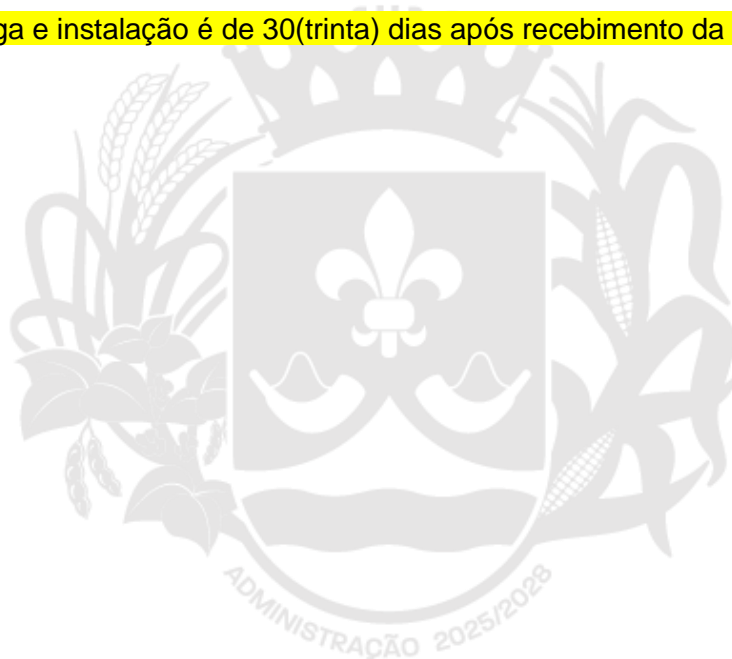 ga e instalação é de 30(trinta) dias após recebimento da
ADMINISTRAÇÃO 2025/2028